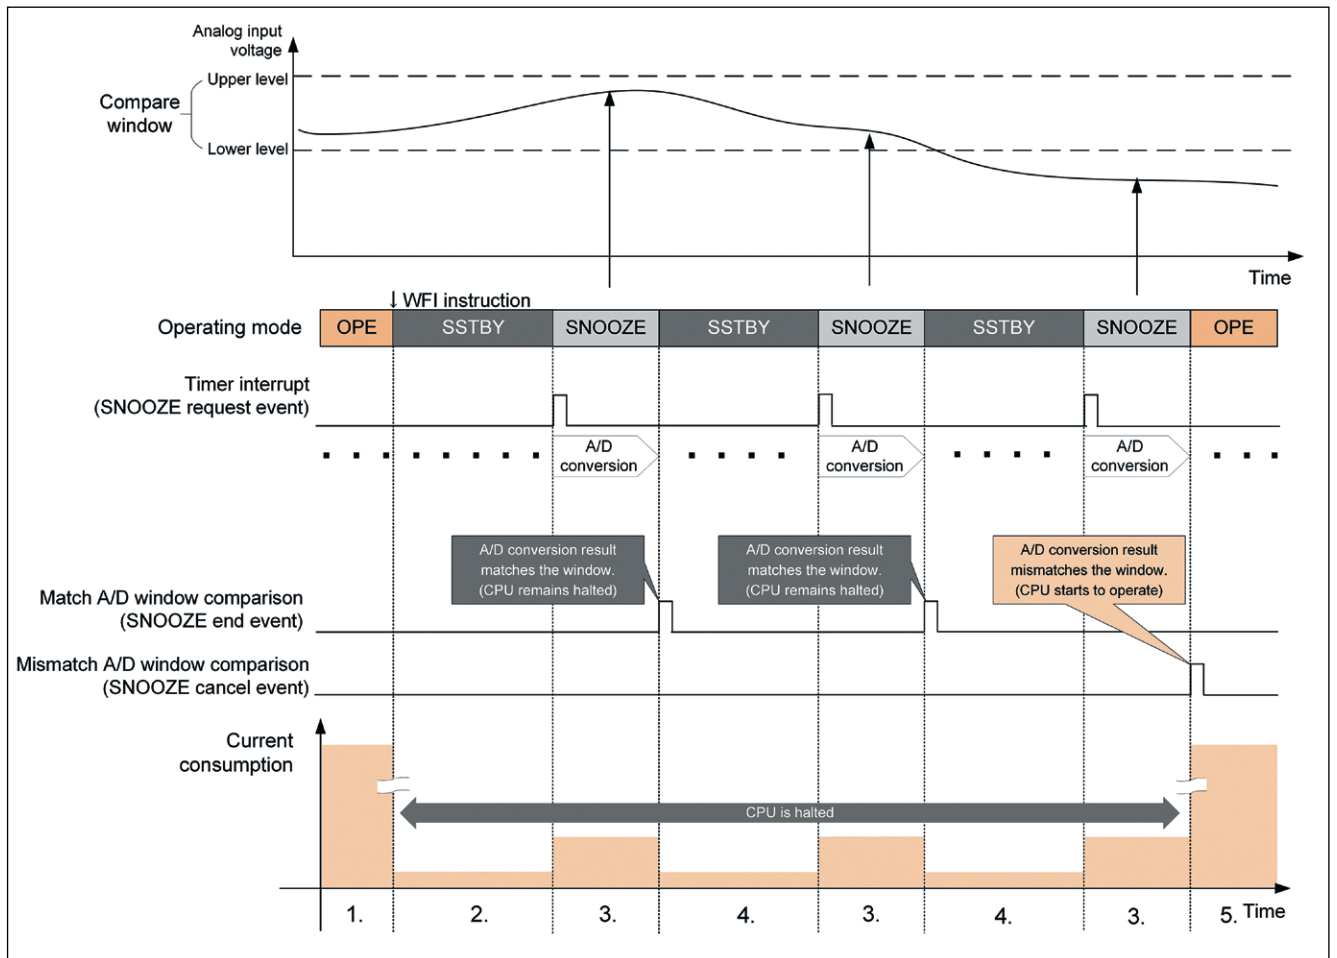 Analog input
voltage
Upper level
Compare
window
Lower level
Time
↓ WFI instruction
Operating mode
OPE
SSTBY
SNOOZE
SSTBY
SNOOZE
SSTBY
SNOOZE
OPE
Timer interrupt
(SNOOZE request event)
A/D
conversion
A/D
conversion
A/D
conversion
A/D conversion result
matches the window.
(CPU remains halted)
A/D conversion result
matches the window.
(CPU remains halted)
A/D conversion result
mismatches the window.
(CPU starts to operate)
Match A/D window comparison
(SNOOZE end event)
Mismatch A/D window comparison
(SNOOZE cancel event)
Current
consumption
CPU is halted
1.
2.
3.
4.
3.
4.
3.
5.
Time